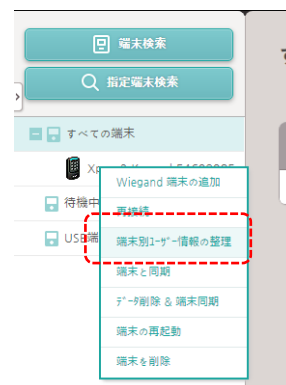 端末検索
指定端末検索
すべての端末
Wiegand 端末の追加
待機中
再接続
端末別ﾕｰｻﾞｰ情報の整理
USB端
端末と同期
ﾃﾞｰﾀ削除 & 端末同期
端末の再起動
端末を削除